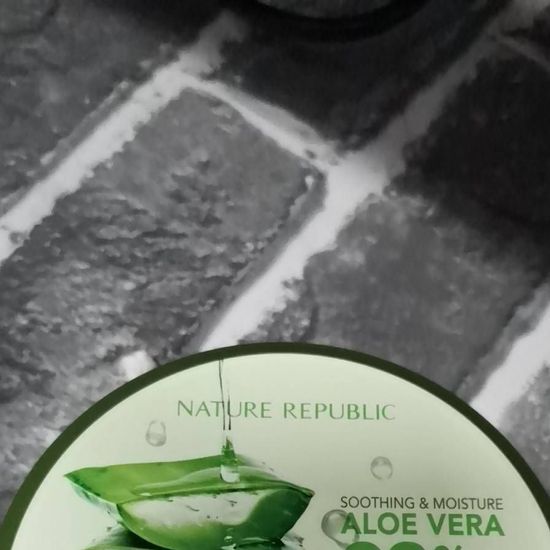 NATURE REPUBLIC
SOOTHING & MOISTURE
ALOE VERA